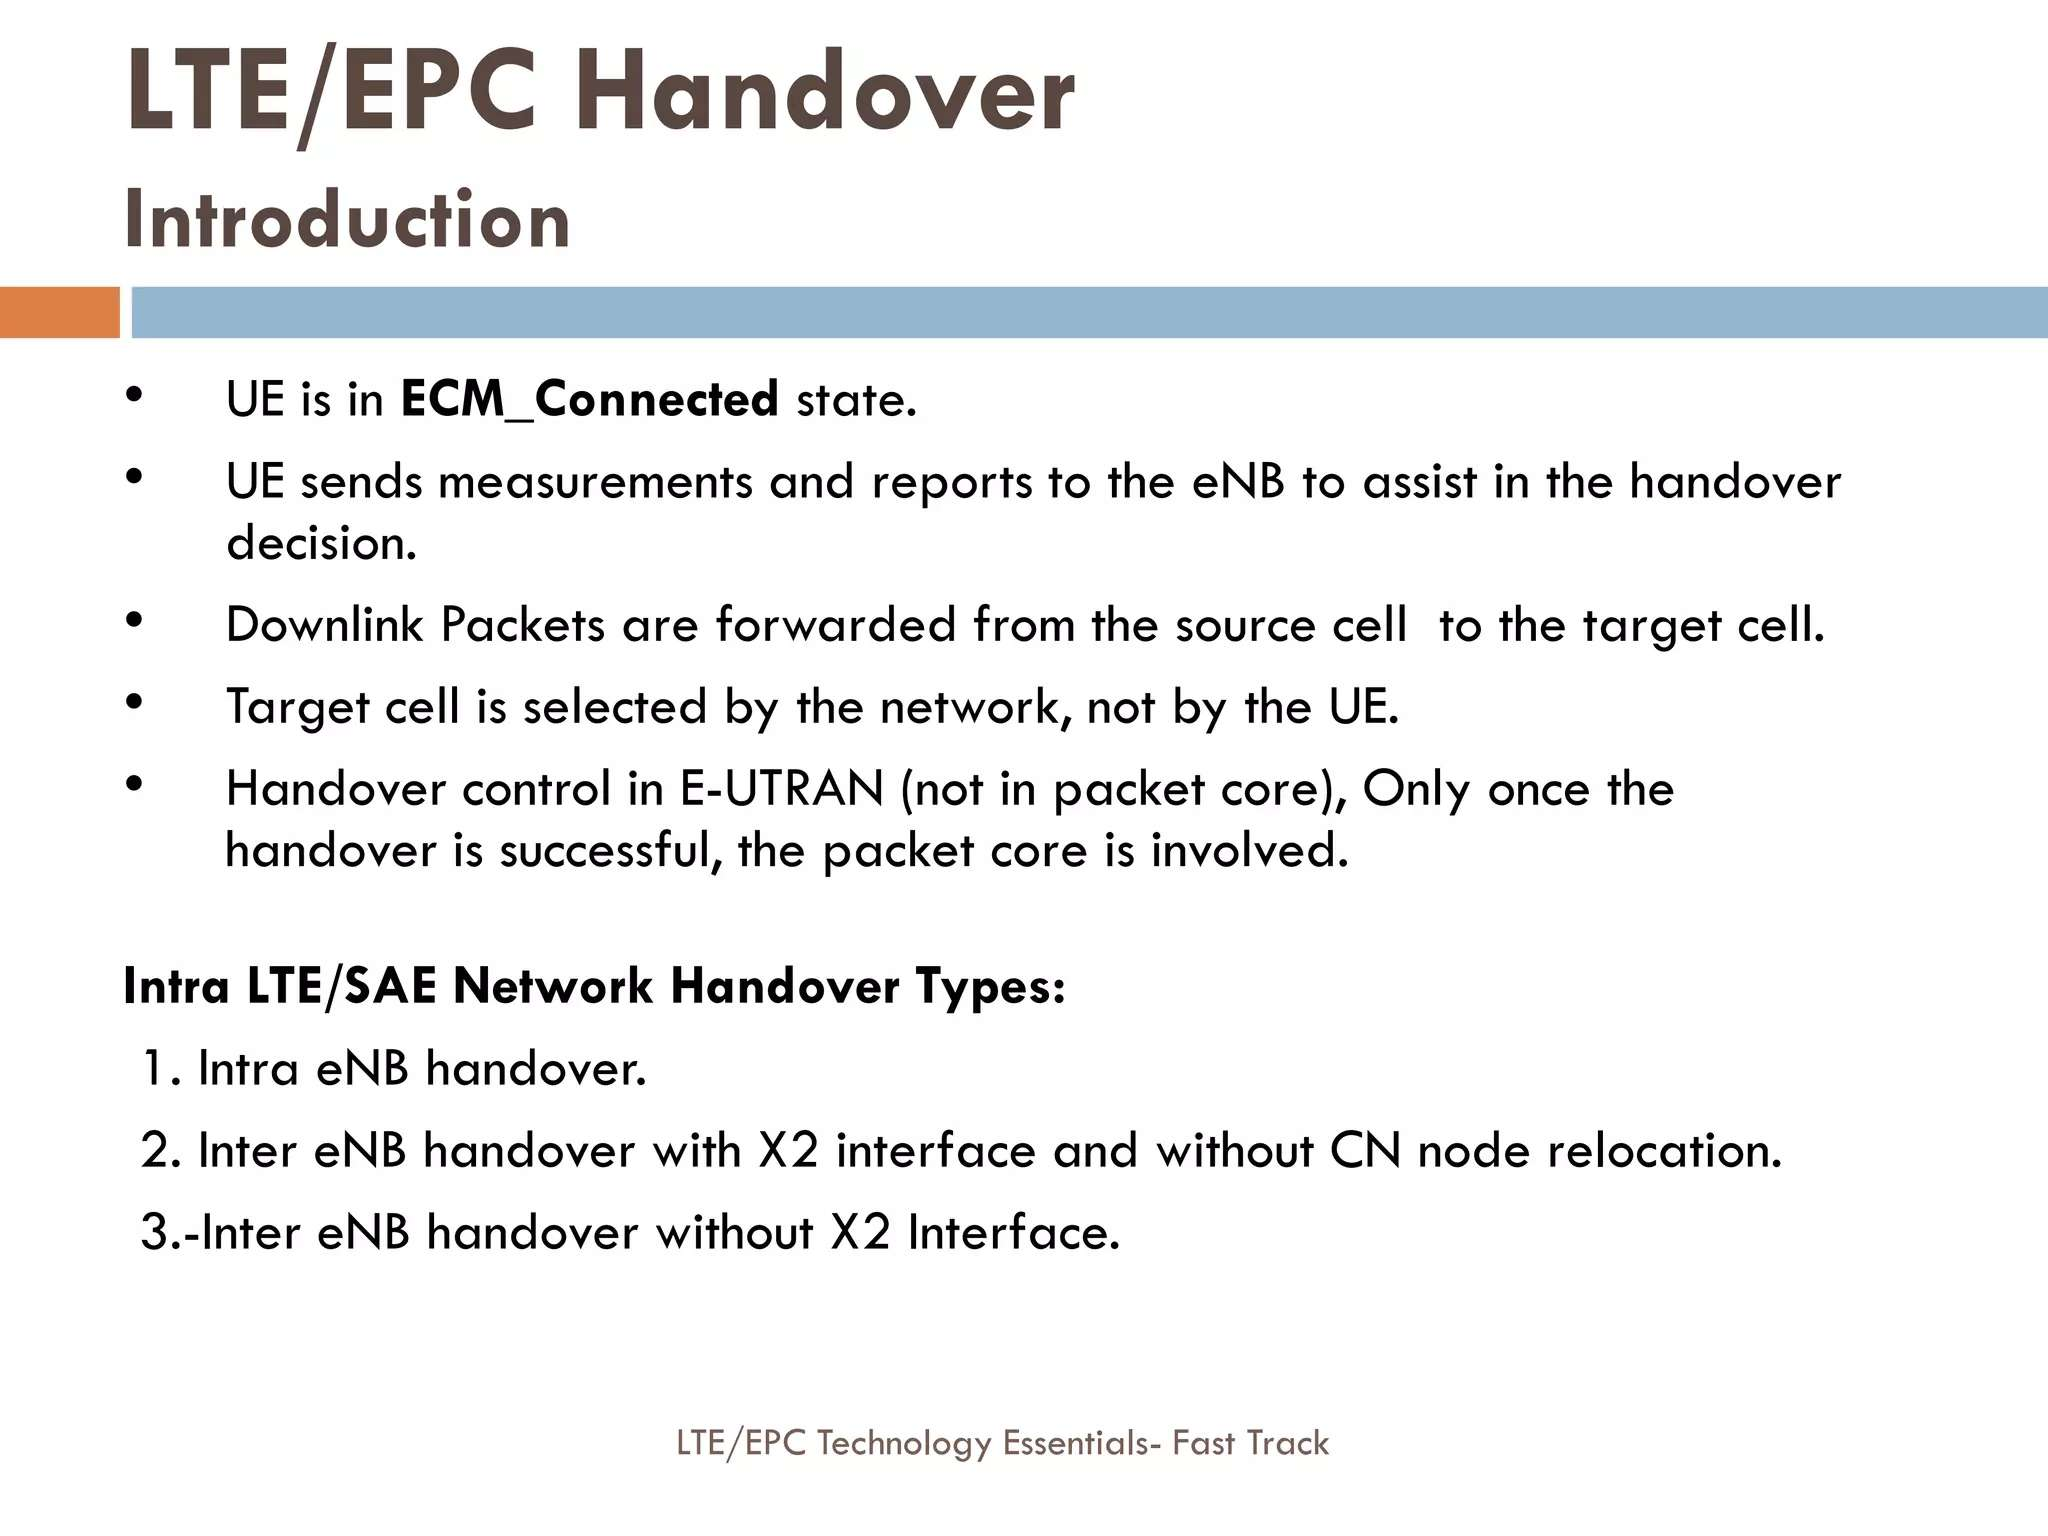 LTE/EPC Handover
Introduction
• UE is in ECM_Connected state.
• UE sends measurements and reports to the eNB to assist in the handover
decision.
• Downlink Packets are forwarded from the source cell  to the target cell.
• Target cell is selected by the network, not by the UE.
• Handover control in E-UTRAN (not in packet core), Only once the
handover is successful, the packet core is involved.
Intra LTE/SAE Network Handover Types:
1. Intra eNB handover.
2. Inter eNB handover with X2 interface and without CN node relocation.
3.-Inter eNB handover without X2 Interface.
LTE/EPC Technology Essentials- Fast Track